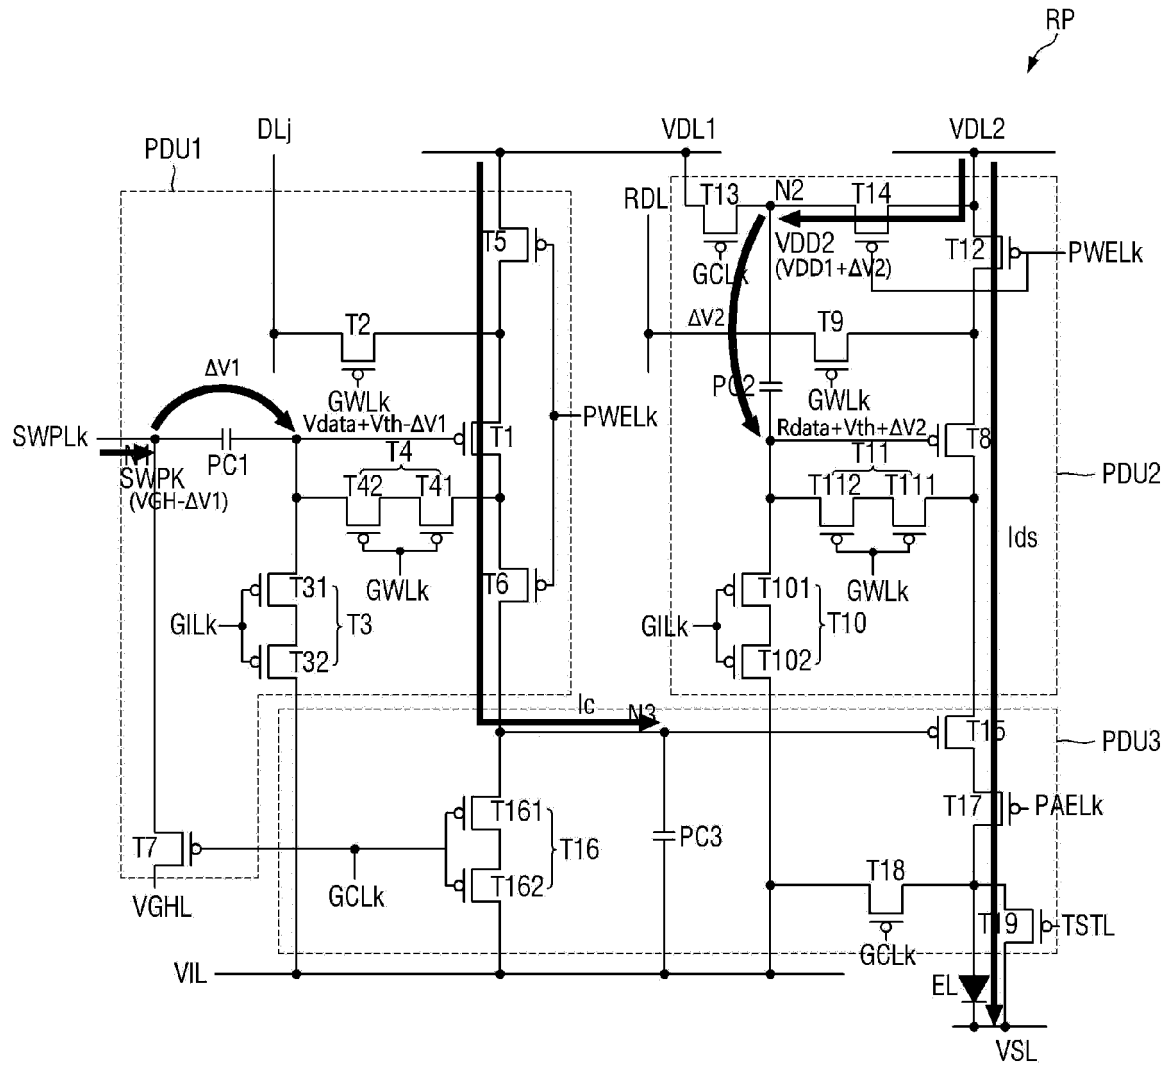 RP
DLj
VDL1
VDL2
PDU1
RDL
T13
N2
T14
VDD2
(VDD1+ΔV2)
T5
GCLk
T12
PWELk
T2
ΔV2
T9
ΔV1
GWLk
PC2
GWLk
SWPLk
Vdata+Vth-ΔV1
T1
PWELk
Rdata+Vth+ΔV2
T8
N1
PC1
T4
T11
SWPK
(VGH-ΔV1)
T42
T41
T112
T111
PDU2
Ids
GWLk
GWLk
T31
T6
T101
GILk
T3
GILk
T10
T32
T102
Ic
N3
T15
PDU3
T161
T17
PAELk
T7
T16
PC3
T162
T18
VGHL
GCLk
T19
TSTL
GCLk
VIL
EL
VSL